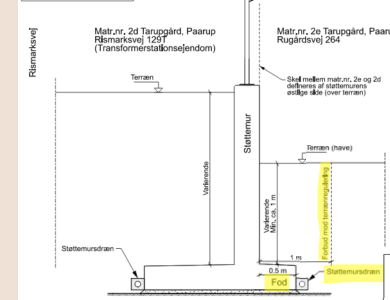 Rismarksvej
Matr.nr. 2d Tarupgård, Paarup
Rismarksvej 129T
(Transformerstationsejendom)
Matr.nr. 2e Tarupgård, Paaru
Rugårdsvej 264
Skel mellem matr.nr. 2e og 2d
defineres af støttemurens
østlige side (over terræn)
Terræn
Støttemur
Varierende
Terræn (have)
Varierende
Min. ca. 1 m
Forbud mod terrænregulering
1 m
0.5 m
Støttemursdræn
Fod
Støttemursdræn